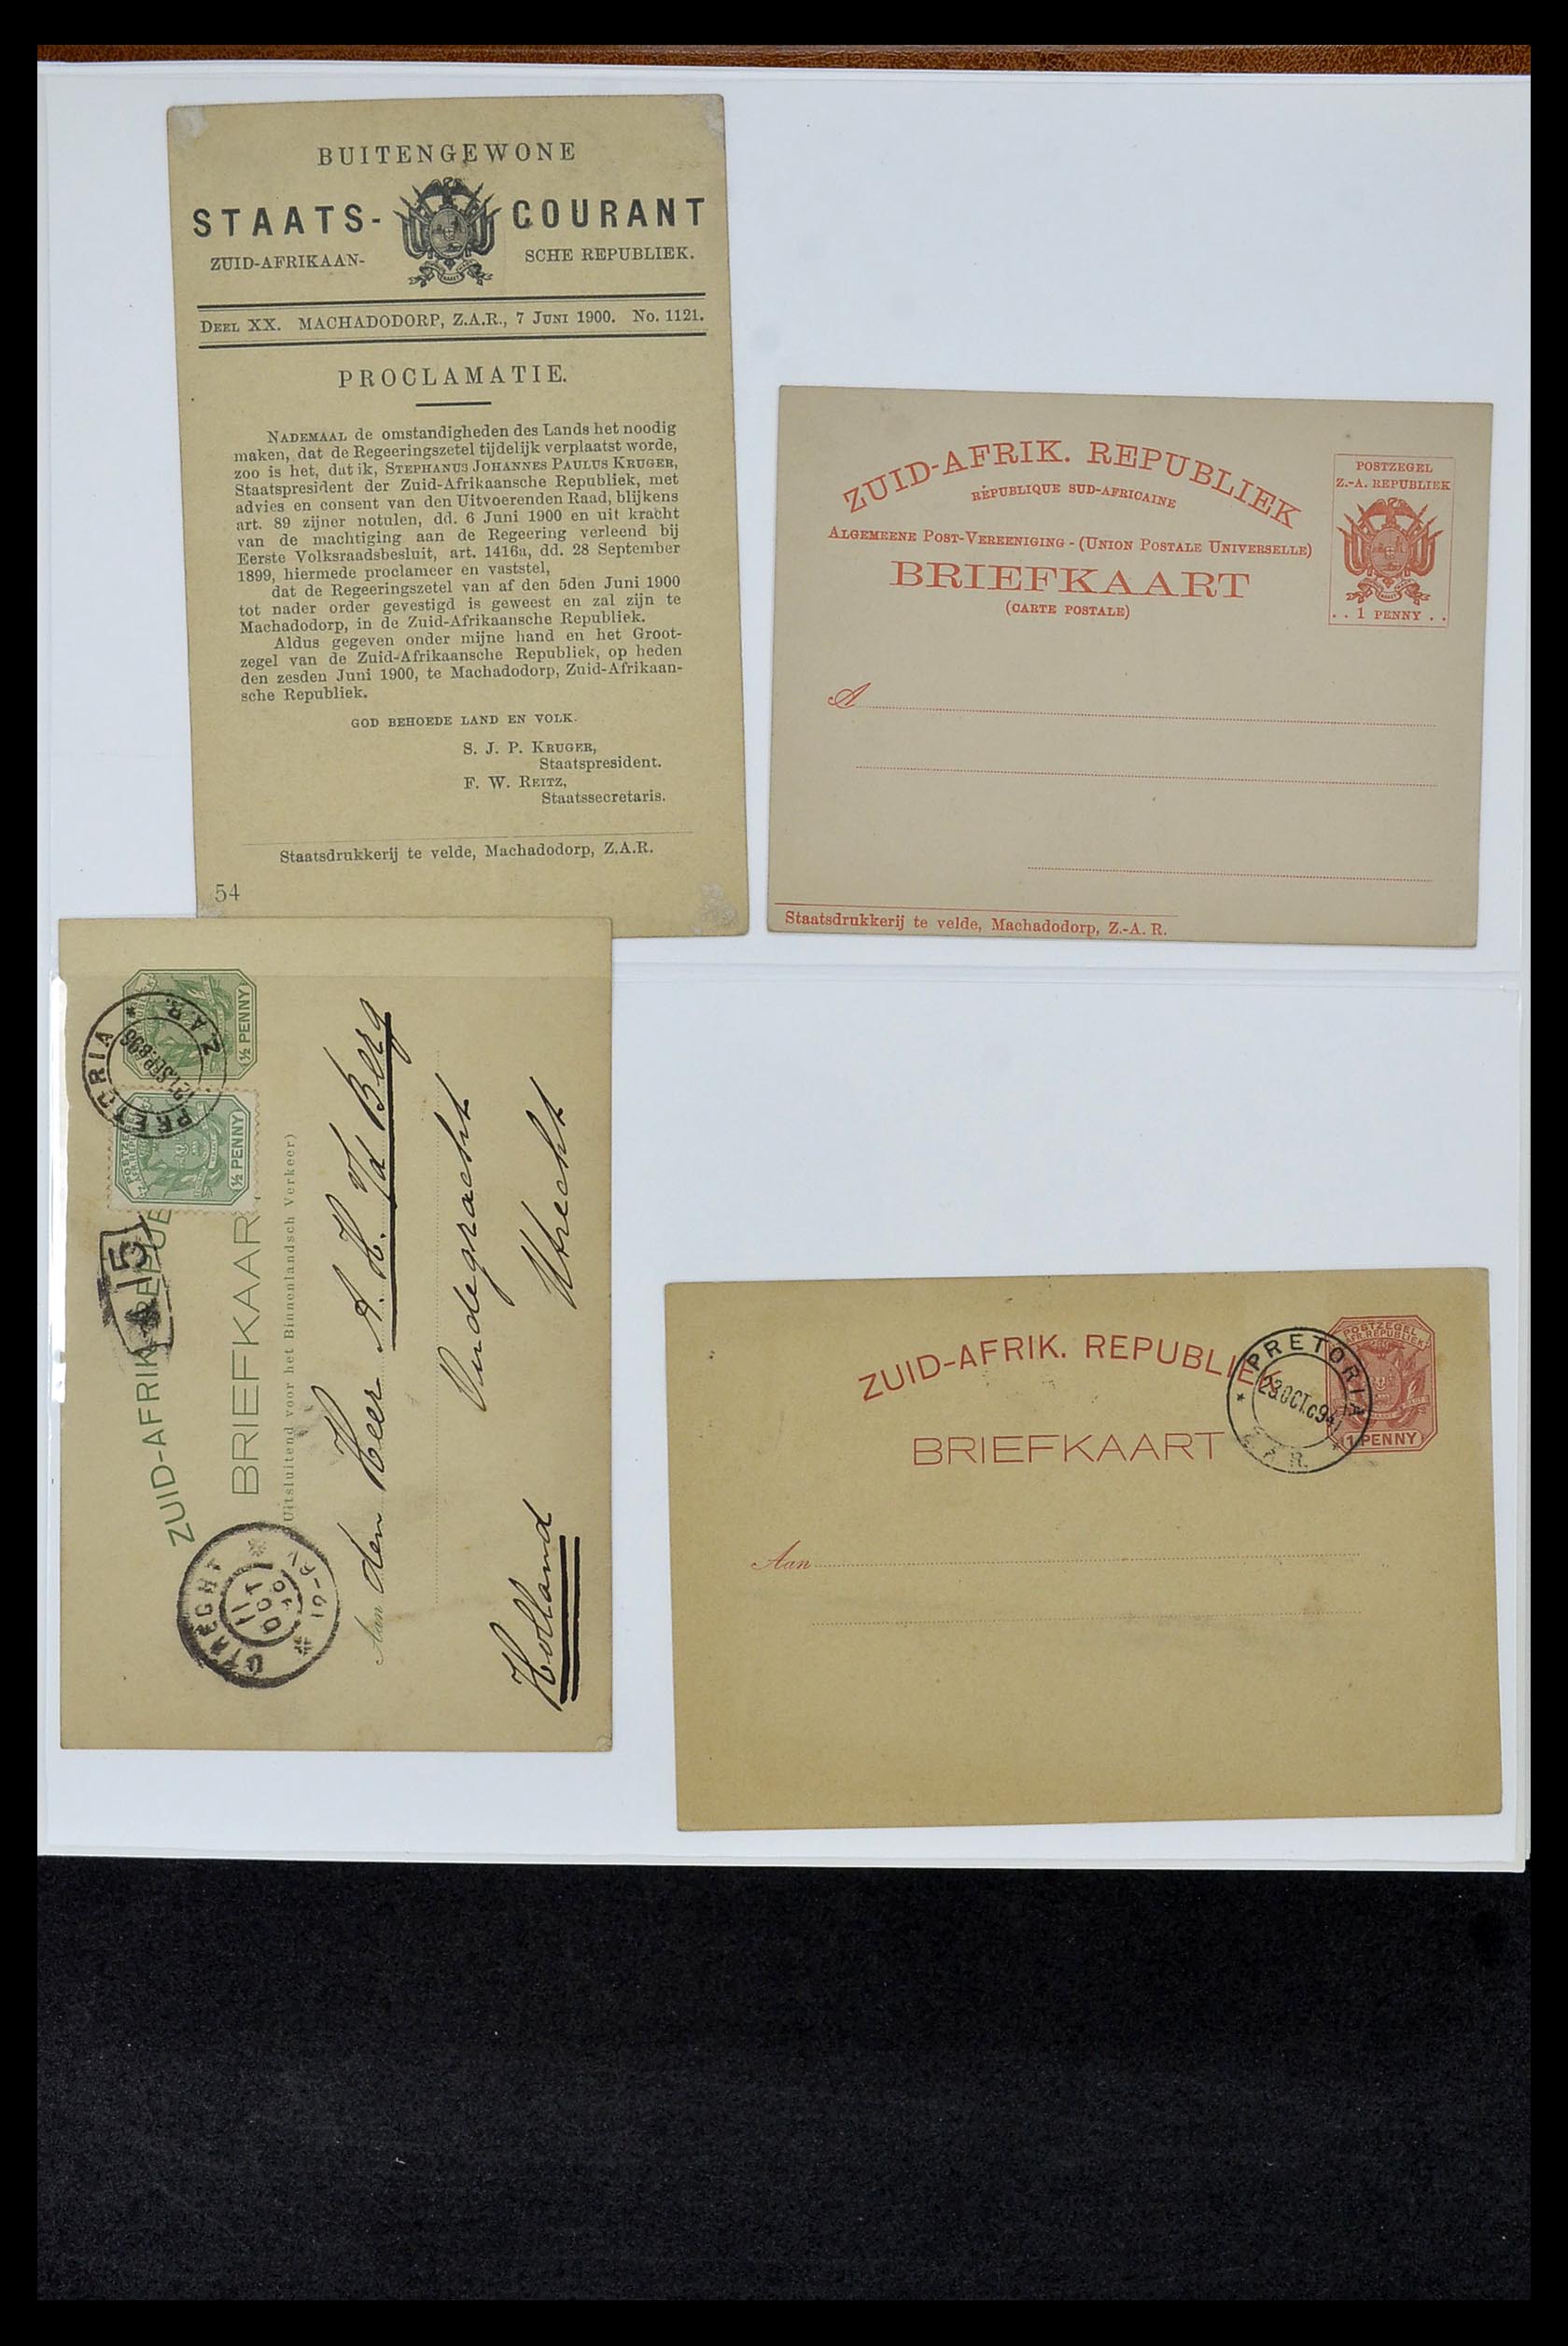 BUITENGEWONE
STAATS- COURANT
ZUID-AFRIKAAN- SCHE REPUBLIEK.
DEEL XX. MACHADODORP, Z.A.R., 7 JUNI 1900. No. 1121.
PROCLAMATIE.
NADEMAAL de omstandigheden des Lands het noodig
maken, dat de Regeeringszetel tijdelijk verplaatst worde,
zoo is het, dat ik, STEPHANUS JOHANNES PAULUS KRUGER,
Staatspresident der Zuid-Afrikaansche Republiek, met
advies en consent van den Uitvoerenden Raad, blijkens
art. 89 zijner notulen, dd. 6 Juni 1900 en uit kracht
van de machtiging aan de Regeering verleend bij
Eerste Volksraadsbesluit, art. 1416a, dd. 28 September
1899, hiermede proclameer en vaststel,
dat de Regeeringszetel van af den 5den Juni 1900
tot nader order gevestigd is geweest en zal zijn te
Machadodorp, in de Zuid-Afrikaansche Republiek.
Aldus gegeven onder mijne hand en het Groot-
zegel van de Zuid-Afrikaansche Republiek, op heden
den zesden Juni 1900, te Machadodorp, Zuid-Afrikaan-
sche Republiek.
GOD BEHOEDE LAND EN VOLK.
S. J. P. KRUGER,
Staatspresident.
F. W. REITZ,
Staatssecretaris.
Staatsdrukkerij te velde, Machadodorp, Z.A.R.
54
ZUID-AFRIK. REPUBLIEK
RÉPUBLIQUE SUD-AFRICAINE
ALGEMEENE POST-VEREENIGING - (UNION POSTALE UNIVERSELLE)
BRIEFKAART
(CARTE POSTALE)
POSTZEGEL
Z.-A. REPUBLIEK
. . 1 PENNY . .
A
Staatsdrukkerij te velde, Machadodorp, Z.-A. R.
ZUID-AFRIK. REPUB
BRIEFKAAR
(Uitsluitend voor het Binnenlandsch Verkeer)
½ PENNY
½ PENNY
PRETORIA
Z.A.R.
15
UTRECHT
Aan den Heer A. H. v/d Berg
Utrecht
Holland
ZUID-AFRIK. REPUBLIEK
BRIEFKAART
POSTZEGEL
1 PENNY
PRETORIA
23 OCT.c94
Z.A.R.
Aan